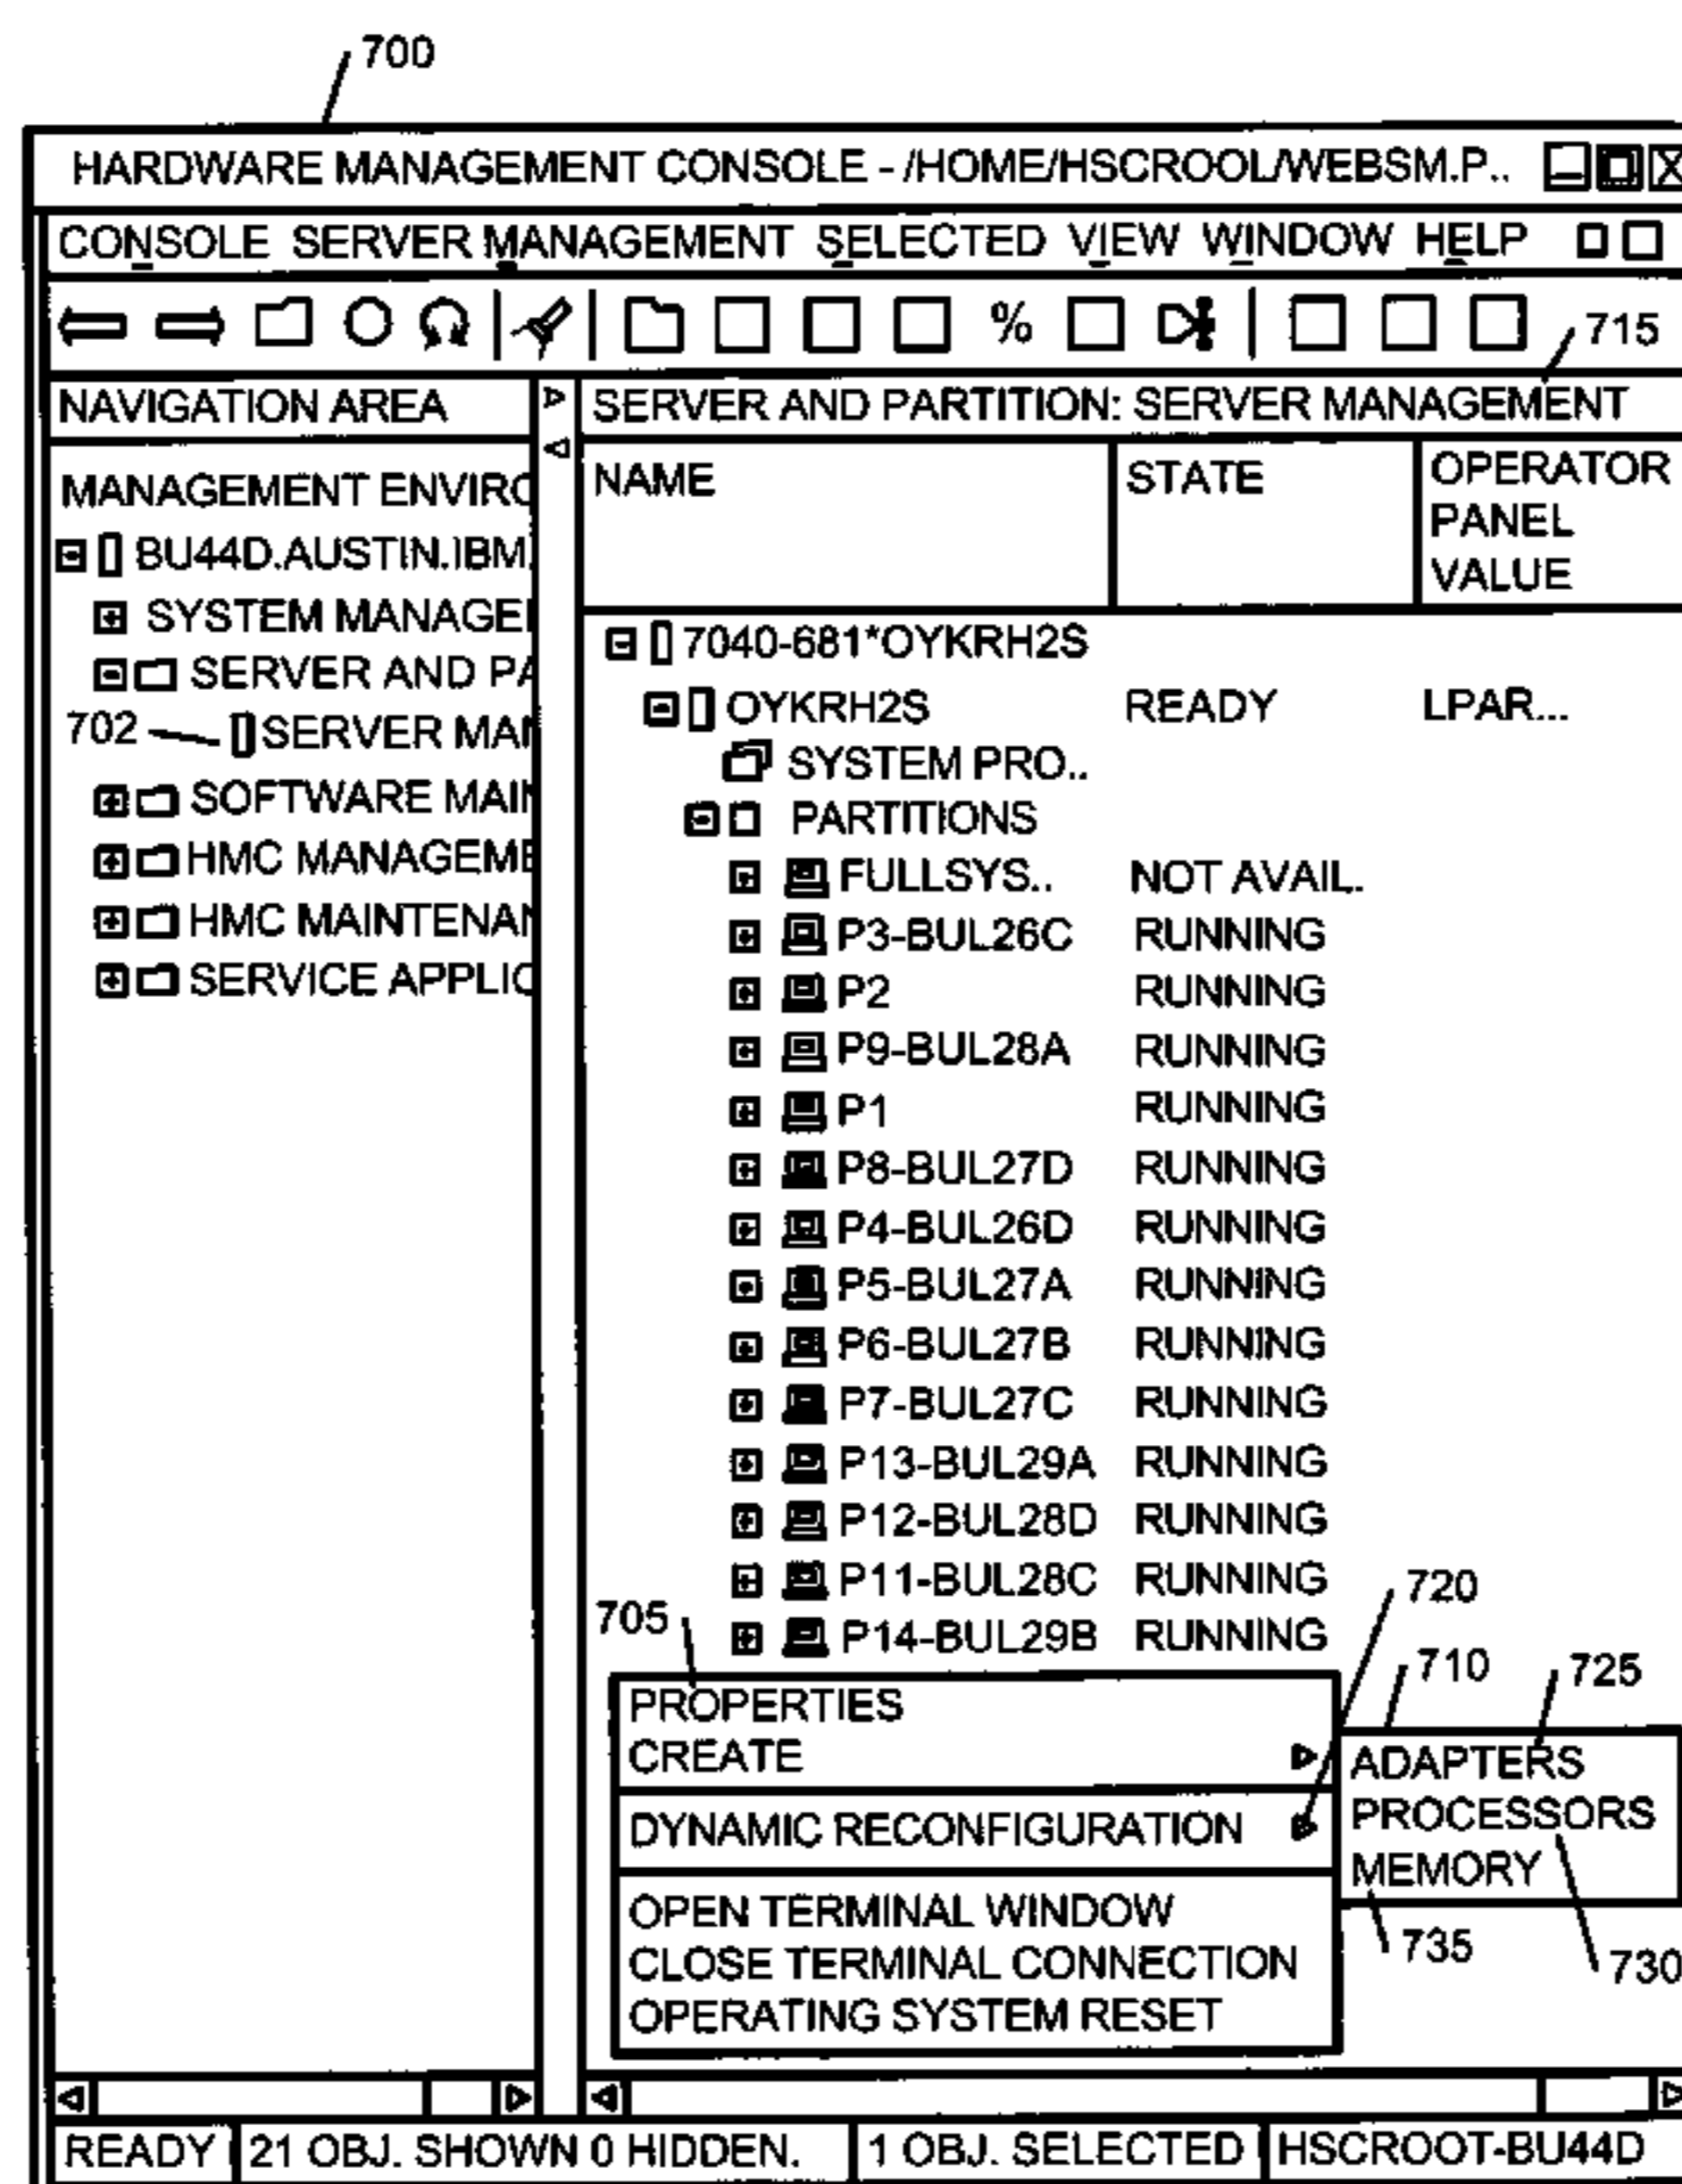 700
HARDWARE MANAGEMENT CONSOLE - /HOME/HSCROOL/WEBSM.P..
CONSOLE SERVER MANAGEMENT SELECTED VIEW WINDOW HELP
%
715
NAVIGATION AREA
MANAGEMENT ENVIRO
BU44D.AUSTIN.IBM.
SYSTEM MANAGE
SERVER AND PA
702
SERVER MAN
SOFTWARE MAIN
HMC MANAGEME
HMC MAINTENAN
SERVICE APPLIC
SERVER AND PARTITION: SERVER MANAGEMENT
NAME STATE OPERATOR
PANEL
VALUE
7040-681*OYKRH2S
OYKRH2S READY LPAR...
SYSTEM PRO..
PARTITIONS
FULLSYS.. NOT AVAIL.
P3-BUL26C RUNNING
P2 RUNNING
P9-BUL28A RUNNING
P1 RUNNING
P8-BUL27D RUNNING
P4-BUL26D RUNNING
P5-BUL27A RUNNING
P6-BUL27B RUNNING
P7-BUL27C RUNNING
P13-BUL29A RUNNING
P12-BUL28D RUNNING
P11-BUL28C RUNNING
P14-BUL29B RUNNING
705
720
710
725
PROPERTIES
CREATE
DYNAMIC RECONFIGURATION
OPEN TERMINAL WINDOW
CLOSE TERMINAL CONNECTION
OPERATING SYSTEM RESET
ADAPTERS
PROCESSORS
MEMORY
735
730
READY 21 OBJ. SHOWN 0 HIDDEN. 1 OBJ. SELECTED HSCROOT-BU44D